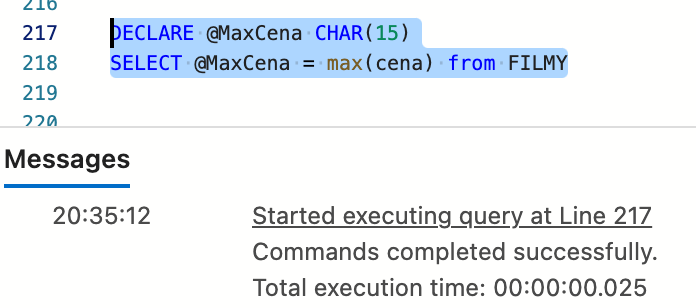 216
217 DECLARE @MaxCena CHAR(15)
218 SELECT @MaxCena = max(cena) from FILMY
219
220
Messages
20:35:12 Started executing query at Line 217
Commands completed successfully.
Total execution time: 00:00:00.025